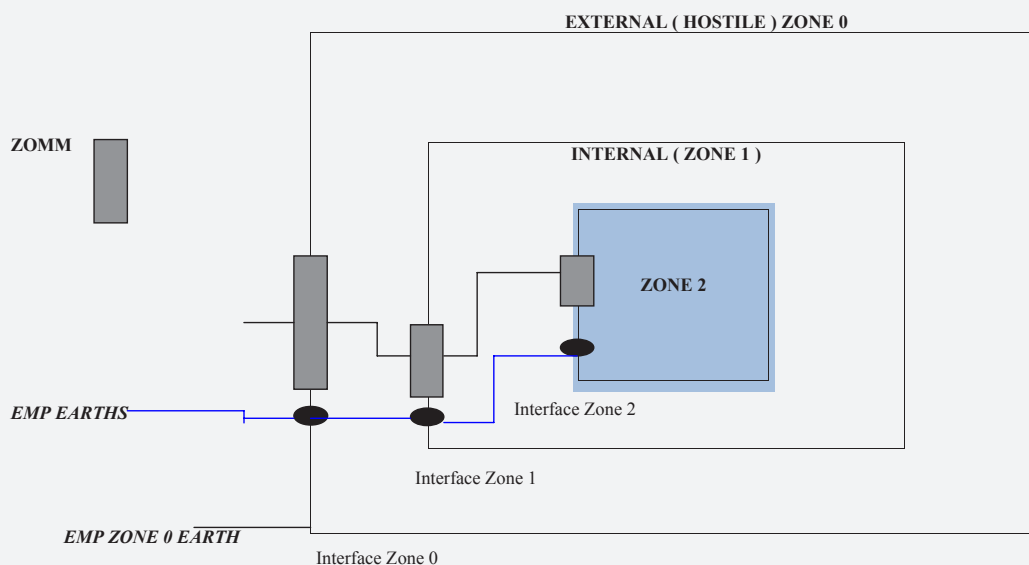 EXTERNAL ( HOSTILE ) ZONE 0
ZOMM
INTERNAL ( ZONE 1 )
ZONE 2
EMP EARTHS
Interface Zone 2
Interface Zone 1
EMP ZONE 0 EARTH
Interface Zone 0